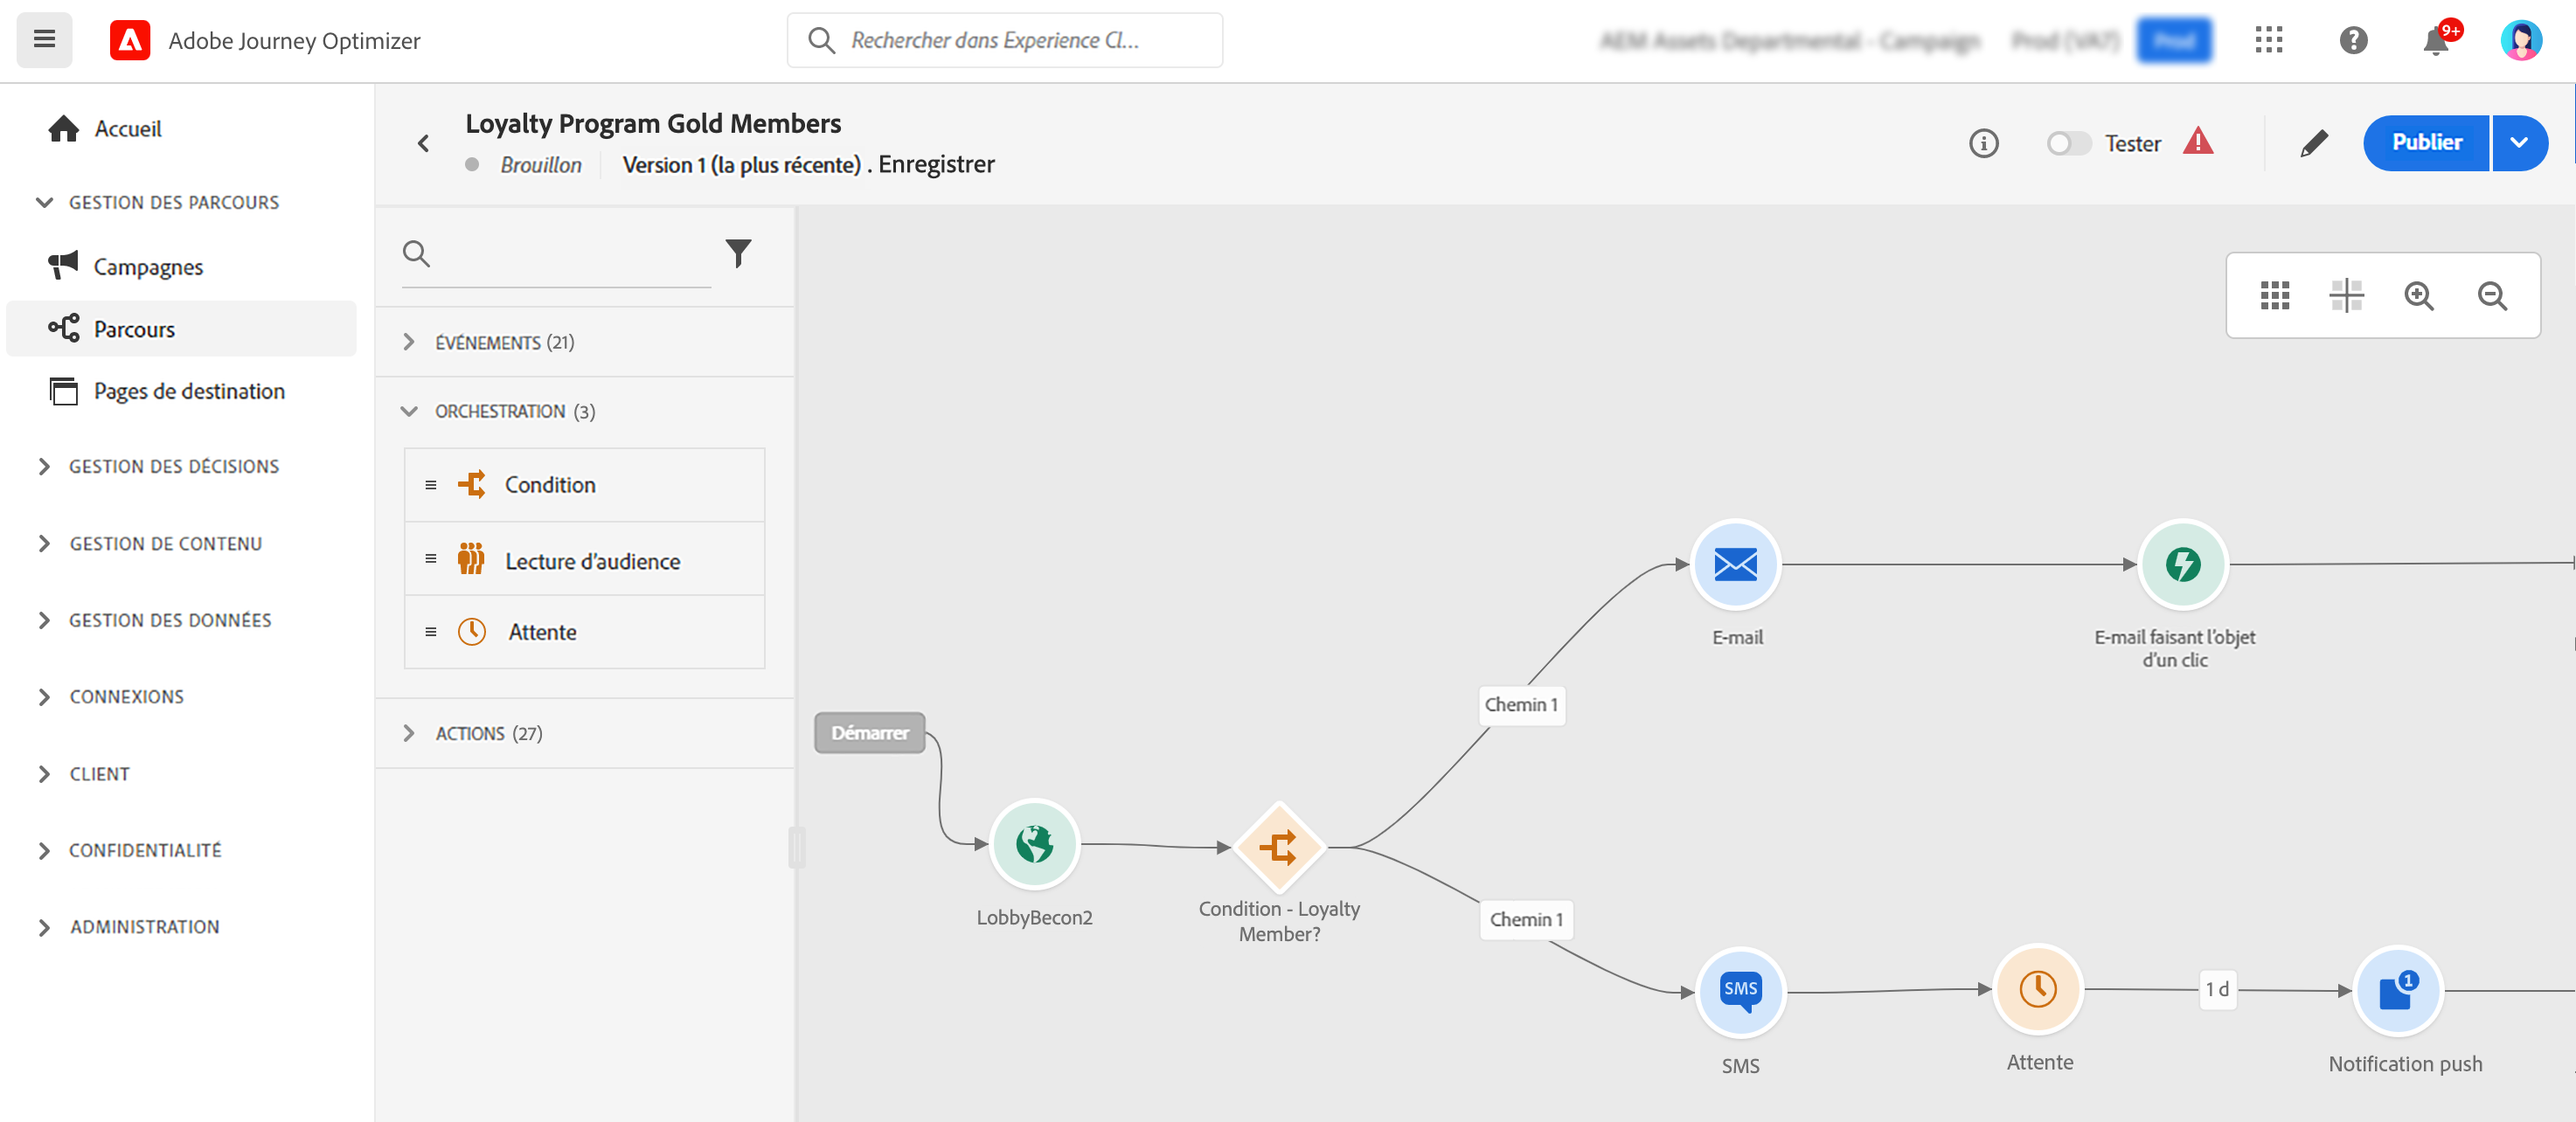 Adobe Journey Optimizer
Rechercher dans Experience Cl...
9+
Accueil
GESTION DES PARCOURS
Campagnes
Parcours
Pages de destination
GESTION DES DÉCISIONS
GESTION DE CONTENU
GESTION DES DONNÉES
CONNEXIONS
CLIENT
CONFIDENTIALITÉ
ADMINISTRATION
Loyalty Program Gold Members
Brouillon
Version 1 (la plus récente) . Enregistrer
Tester
Publier
ÉVÉNEMENTS (21)
ORCHESTRATION (3)
Condition
Lecture d'audience
Attente
ACTIONS (27)
Démarrer
LobbyBecon2
Condition - Loyalty
Member?
Chemin 1
E-mail
E-mail faisant l'objet
d'un clic
Chemin 1
SMS
SMS
Attente
1 d
1
Notification push